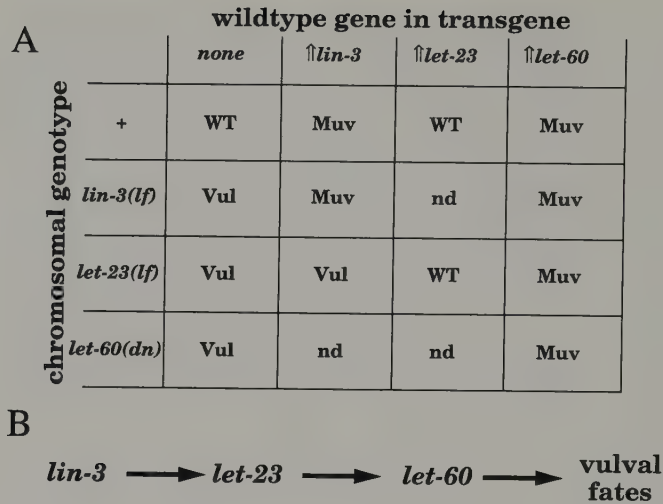 A
wildtype gene in transgene
none ⇑lin-3 ⇑let-23 ⇑let-60
chromosomal genotype
+ WT Muv WT Muv
lin-3(lf) Vul Muv nd Muv
let-23(lf) Vul Vul WT Muv
let-60(dn) Vul nd nd Muv
B
lin-3 → let-23 → let-60 → vulval
fates